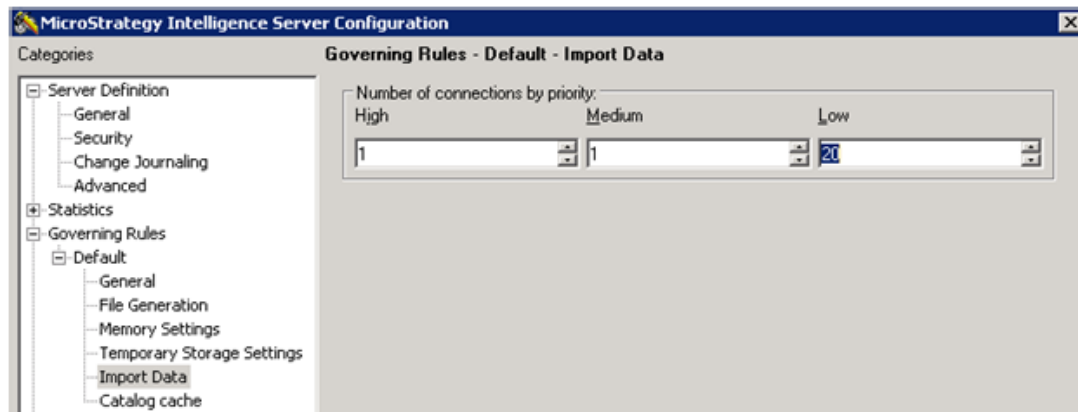 MicroStrategy Intelligence Server Configuration
Categories
Governing Rules - Default - Import Data
Server Definition
General
Security
Change Journaling
Advanced
Statistics
Governing Rules
Default
General
File Generation
Memory Settings
Temporary Storage Settings
Import Data
Catalog cache
Number of connections by priority:
High Medium Low
1 1 20